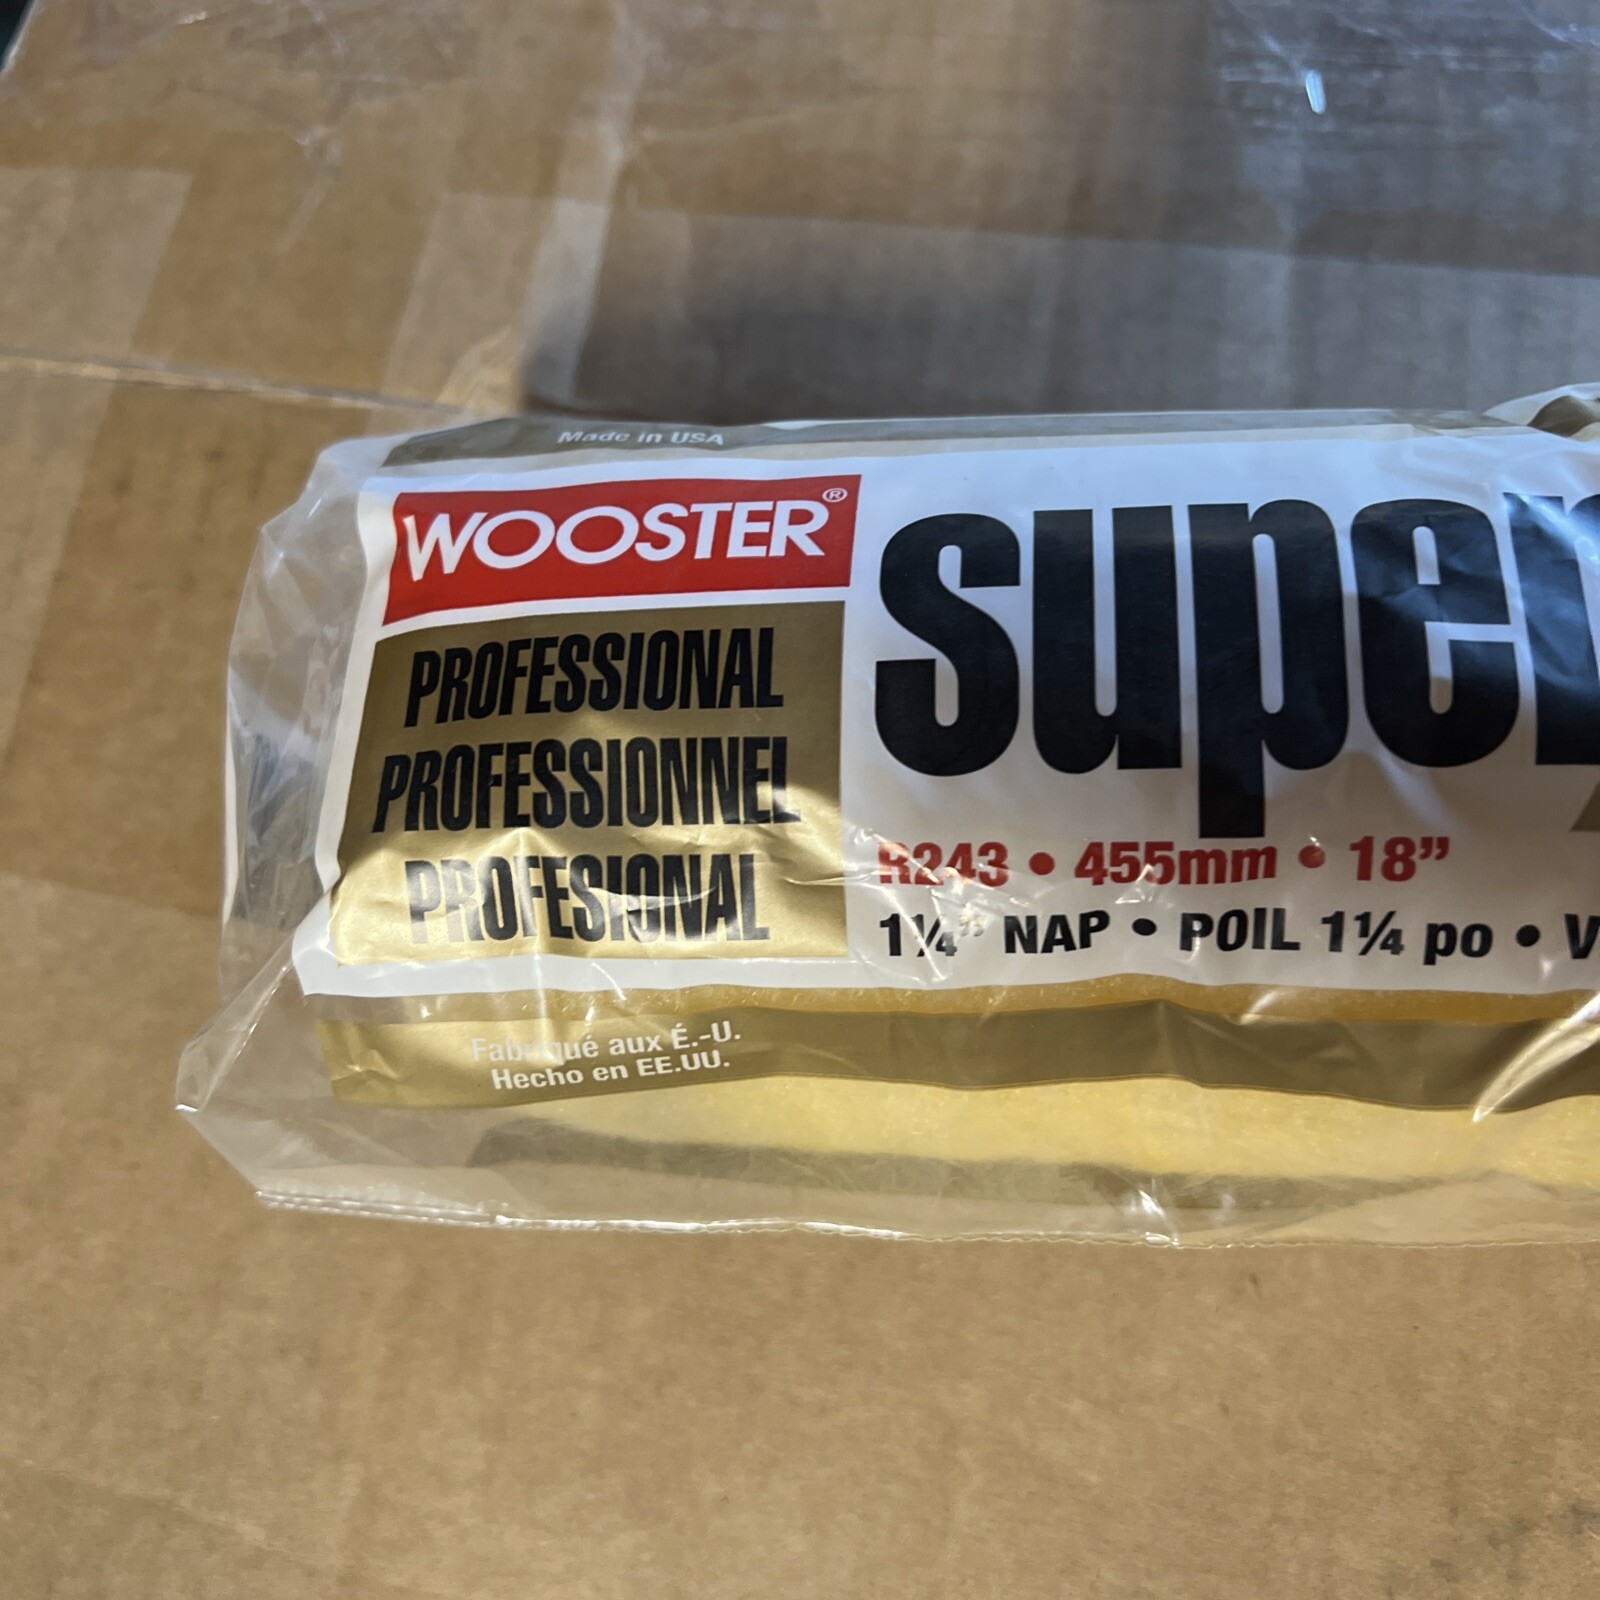 Made in USA
WOOSTER®
PROFESSIONAL
PROFESSIONNEL
PROFESIONAL
super
R243 • 455mm • 18”
1¼” NAP • POIL 1¼ po •
Fabriqué aux É.-U.
Hecho en EE.UU.